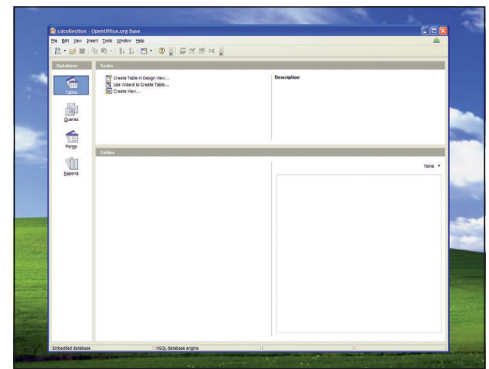 cdcollection - OpenOffice.org Base
File Edit View Insert Tools Window Help
Database
Tasks
Tables
Queries
Forms
Reports
Create Table in Design View...
Use Wizard to Create Table...
Create View...
Description
Tables
None
Embedded database
HSQL database engine